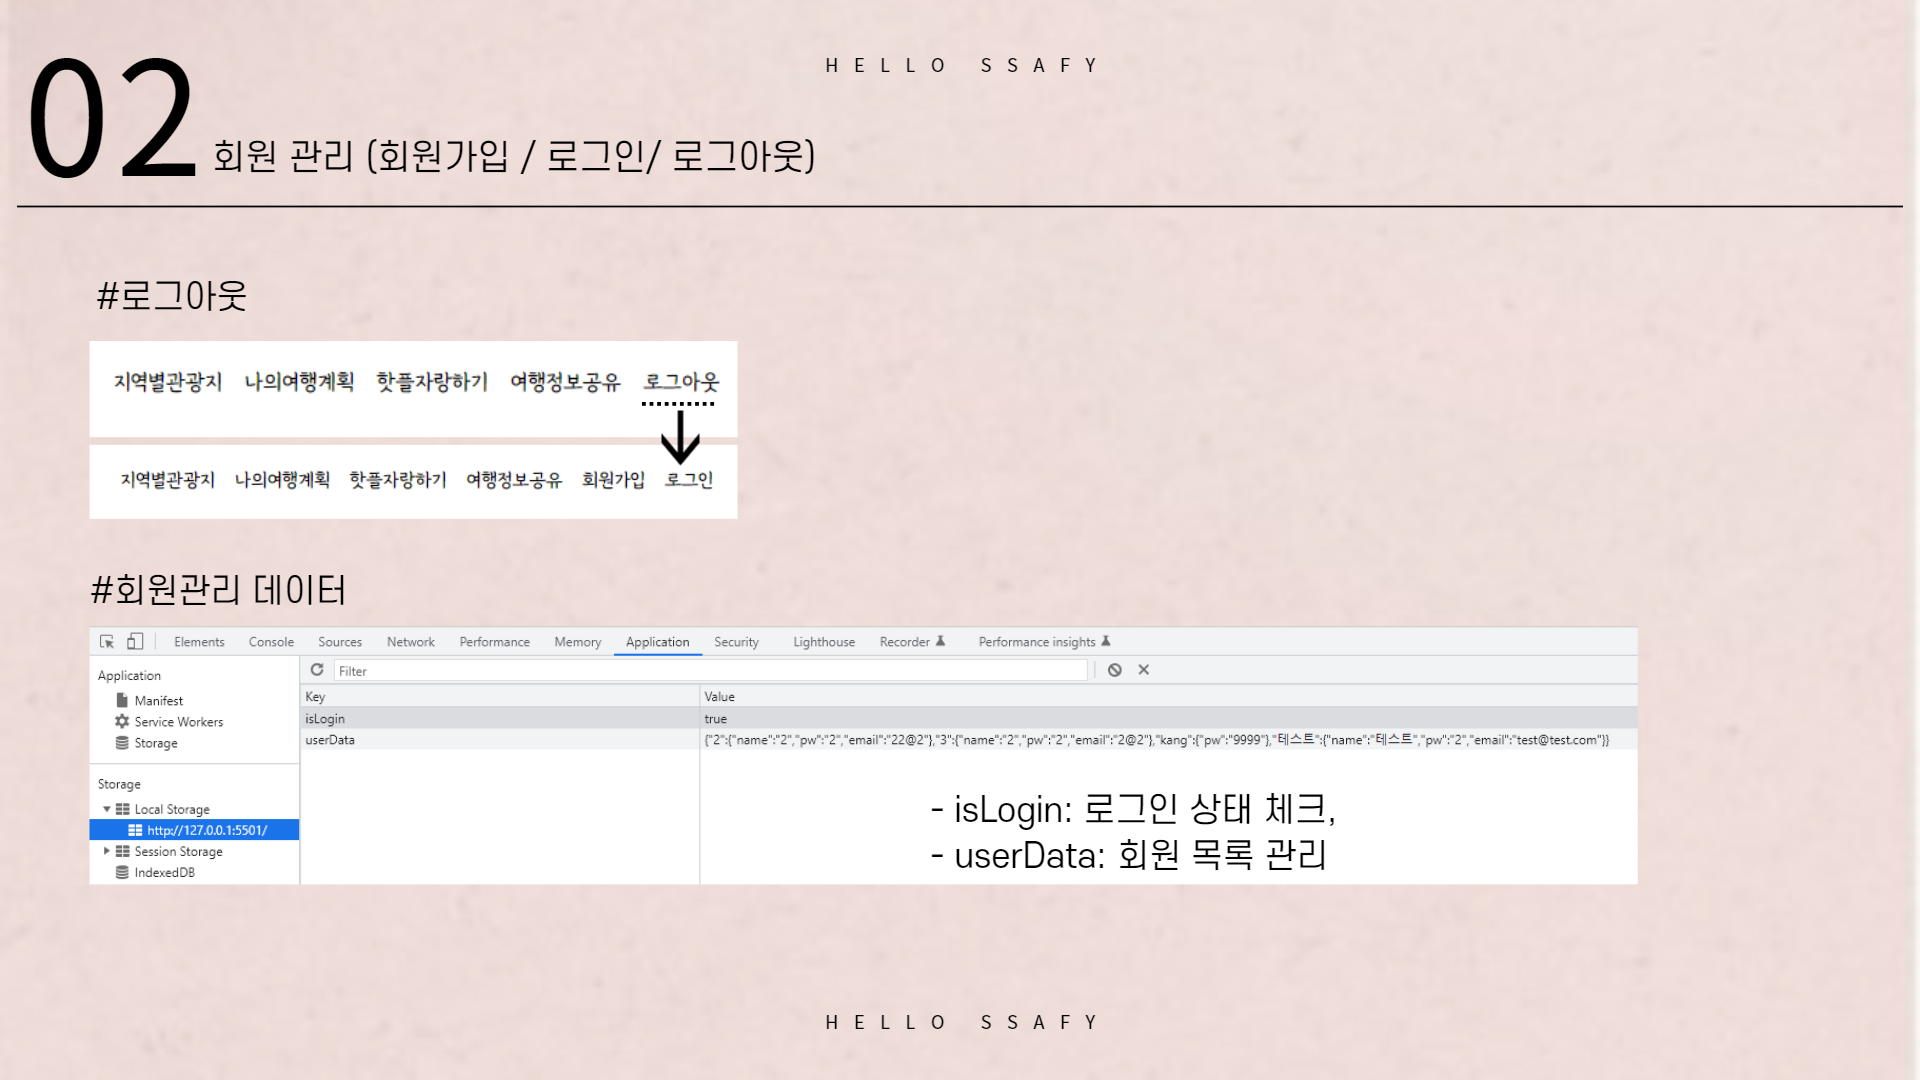 HELLO SSAFY
02 회원 관리 (회원가입 / 로그인/ 로그아웃)
#로그아웃
지역별관광지 나의여행계획 핫플자랑하기 여행정보공유 로그아웃
지역별관광지 나의여행계획 핫플자랑하기 여행정보공유 회원가입 로그인
#회원관리 데이터
Elements Console Sources Network Performance Memory Application Security Lighthouse Recorder Performance insights
Application
Manifest
Service Workers
Storage
Storage
Local Storage
http://127.0.0.1:5501/
Session Storage
IndexedDB
Filter
Key Value
isLogin true
userData {"2":{"name":"2","pw":"2","email":"22@2"},"3":{"name":"2","pw":"2","email":"2@2"},"kang":{"pw":"9999"},"테스트":{"name":"테스트","pw":"2","email":"test@test.com"}}
- isLogin: 로그인 상태 체크,
- userData: 회원 목록 관리
HELLO SSAFY